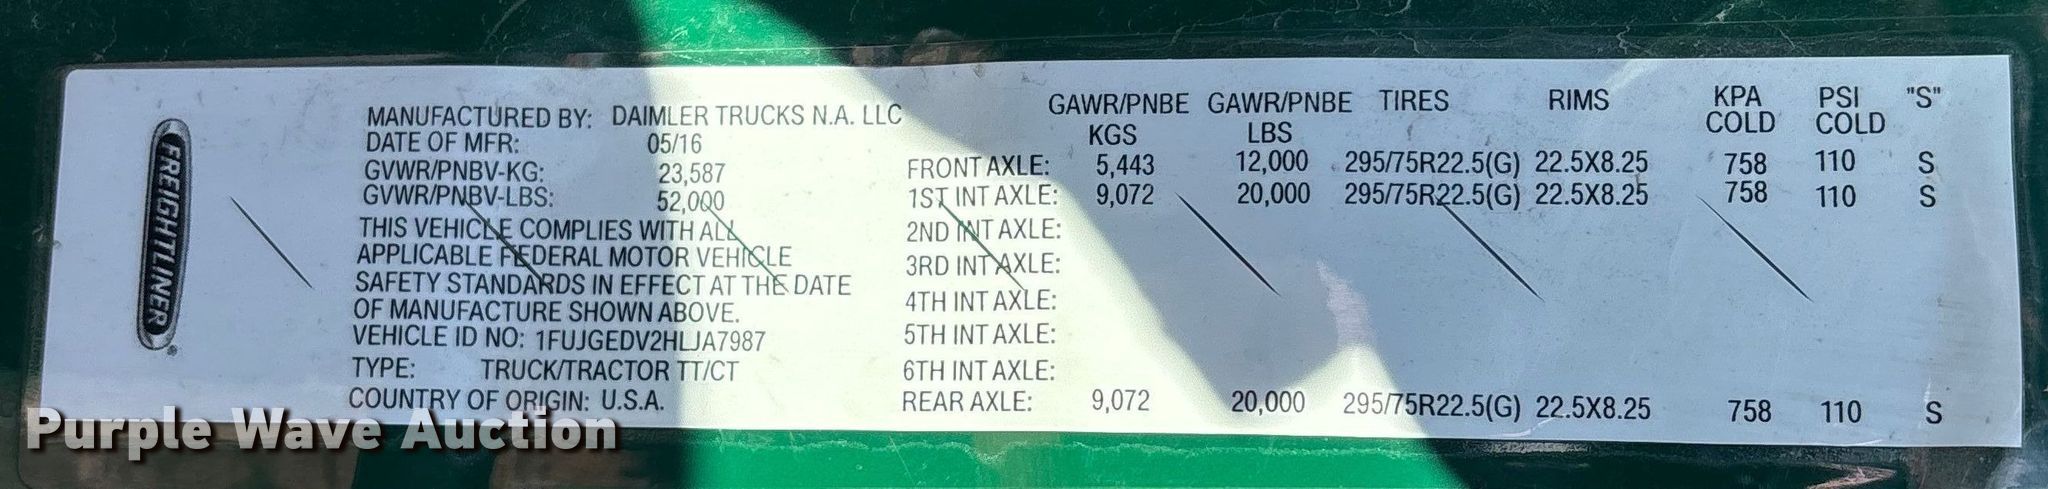 FREIGHTLINER
MANUFACTURED BY: DAIMLER TRUCKS N.A. LLC
DATE OF MFR: 05/16
GVWR/PNBV-KG: 23,587
GVWR/PNBV-LBS: 52,000
THIS VEHICLE COMPLIES WITH ALL
APPLICABLE FEDERAL MOTOR VEHICLE
SAFETY STANDARDS IN EFFECT AT THE DATE
OF MANUFACTURE SHOWN ABOVE.
VEHICLE ID NO: 1FUJGEDV2HLJA7987
TYPE: TRUCK/TRACTOR TT/CT
COUNTRY OF ORIGIN: U.S.A.
GAWR/PNBE GAWR/PNBE TIRES RIMS KPA PSI "S"
KGS LBS COLD COLD
FRONT AXLE: 5,443 12,000 295/75R22.5(G) 22.5X8.25 758 110 S
1ST INT AXLE: 9,072 20,000 295/75R22.5(G) 22.5X8.25 758 110 S
2ND INT AXLE:
3RD INT AXLE:
4TH INT AXLE:
5TH INT AXLE:
6TH INT AXLE:
REAR AXLE: 9,072 20,000 295/75R22.5(G) 22.5X8.25 758 110 S
Purple Wave Auction